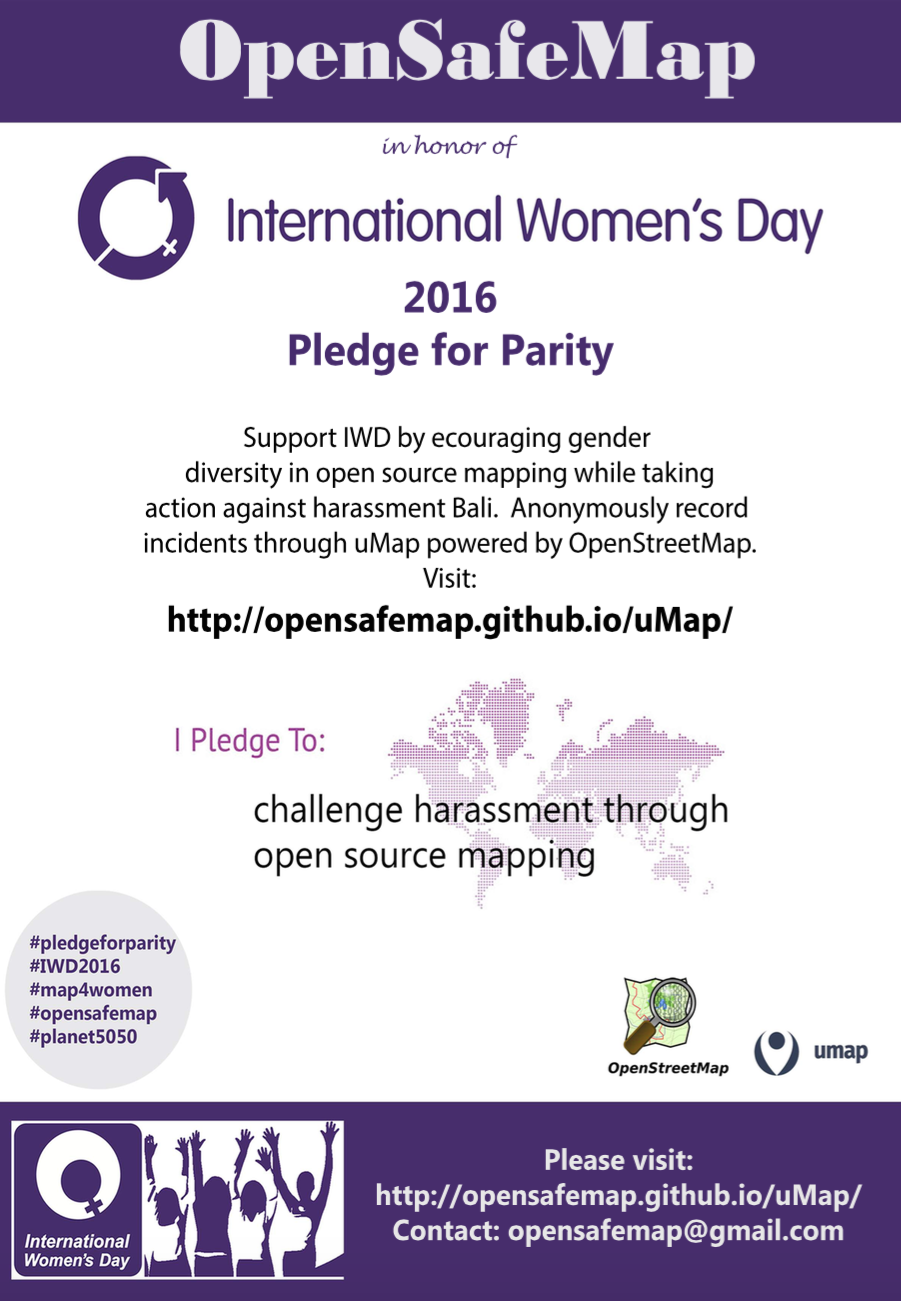 OpenSafeMap
in honor of
International Women's Day
2016
Pledge for Parity
Support IWD by ecouraging gender
diversity in open source mapping while taking
action against harassment Bali.  Anonymously record
incidents through uMap powered by OpenStreetMap.
Visit:
http://opensafemap.github.io/uMap/
I Pledge To:
challenge harassment through
open source mapping
#pledgeforparity
#IWD2016
#map4women
#opensafemap
#planet5050
OpenStreetMap
umap
International
Women's Day
Please visit:
http://opensafemap.github.io/uMap/
Contact: opensafemap@gmail.com